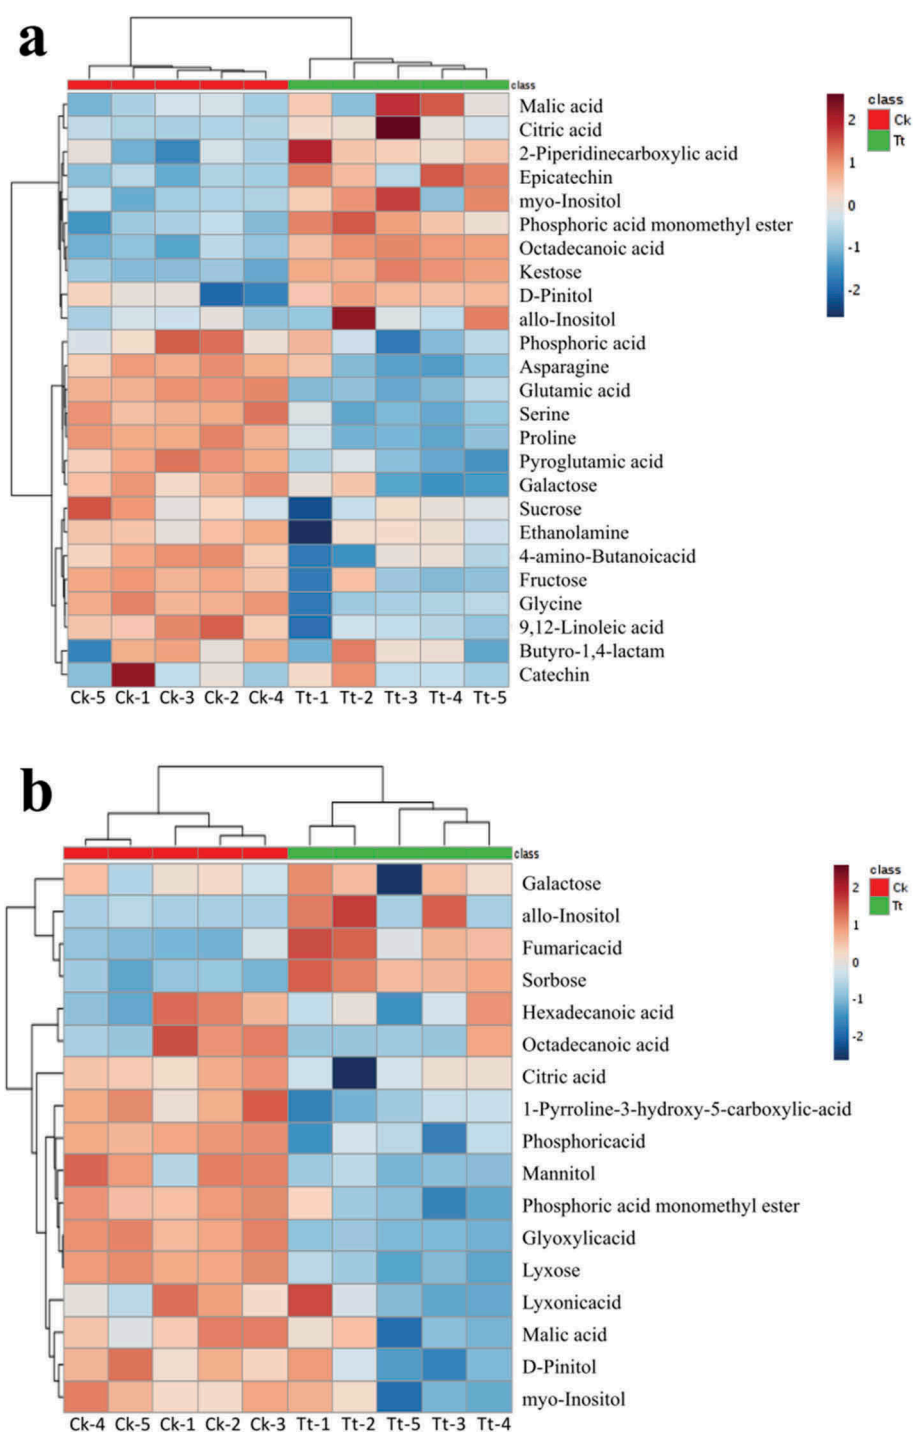 a
class
Malic acid
Citric acid
2-Piperidinecarboxylic acid
Epicatechin
myo-Inositol
Phosphoric acid monomethyl ester
Octadecanoic acid
Kestose
D-Pinitol
allo-Inositol
Phosphoric acid
Asparagine
Glutamic acid
Serine
Proline
Pyroglutamic acid
Galactose
Sucrose
Ethanolamine
4-amino-Butanoicacid
Fructose
Glycine
9,12-Linoleic acid
Butyro-1,4-lactam
Catechin
2
1
0
-1
-2
class
Ck
Tt
Ck-5 Ck-1 Ck-3 Ck-2 Ck-4 Tt-1 Tt-2 Tt-3 Tt-4 Tt-5
b
class
Galactose
allo-Inositol
Fumaricacid
Sorbose
Hexadecanoic acid
Octadecanoic acid
Citric acid
1-Pyrroline-3-hydroxy-5-carboxylic-acid
Phosphoricacid
Mannitol
Phosphoric acid monomethyl ester
Glyoxylicacid
Lyxose
Lyxonicacid
Malic acid
D-Pinitol
myo-Inositol
2
1
0
-1
-2
class
Ck
Tt
Ck-4 Ck-5 Ck-1 Ck-2 Ck-3 Tt-1 Tt-2 Tt-5 Tt-3 Tt-4